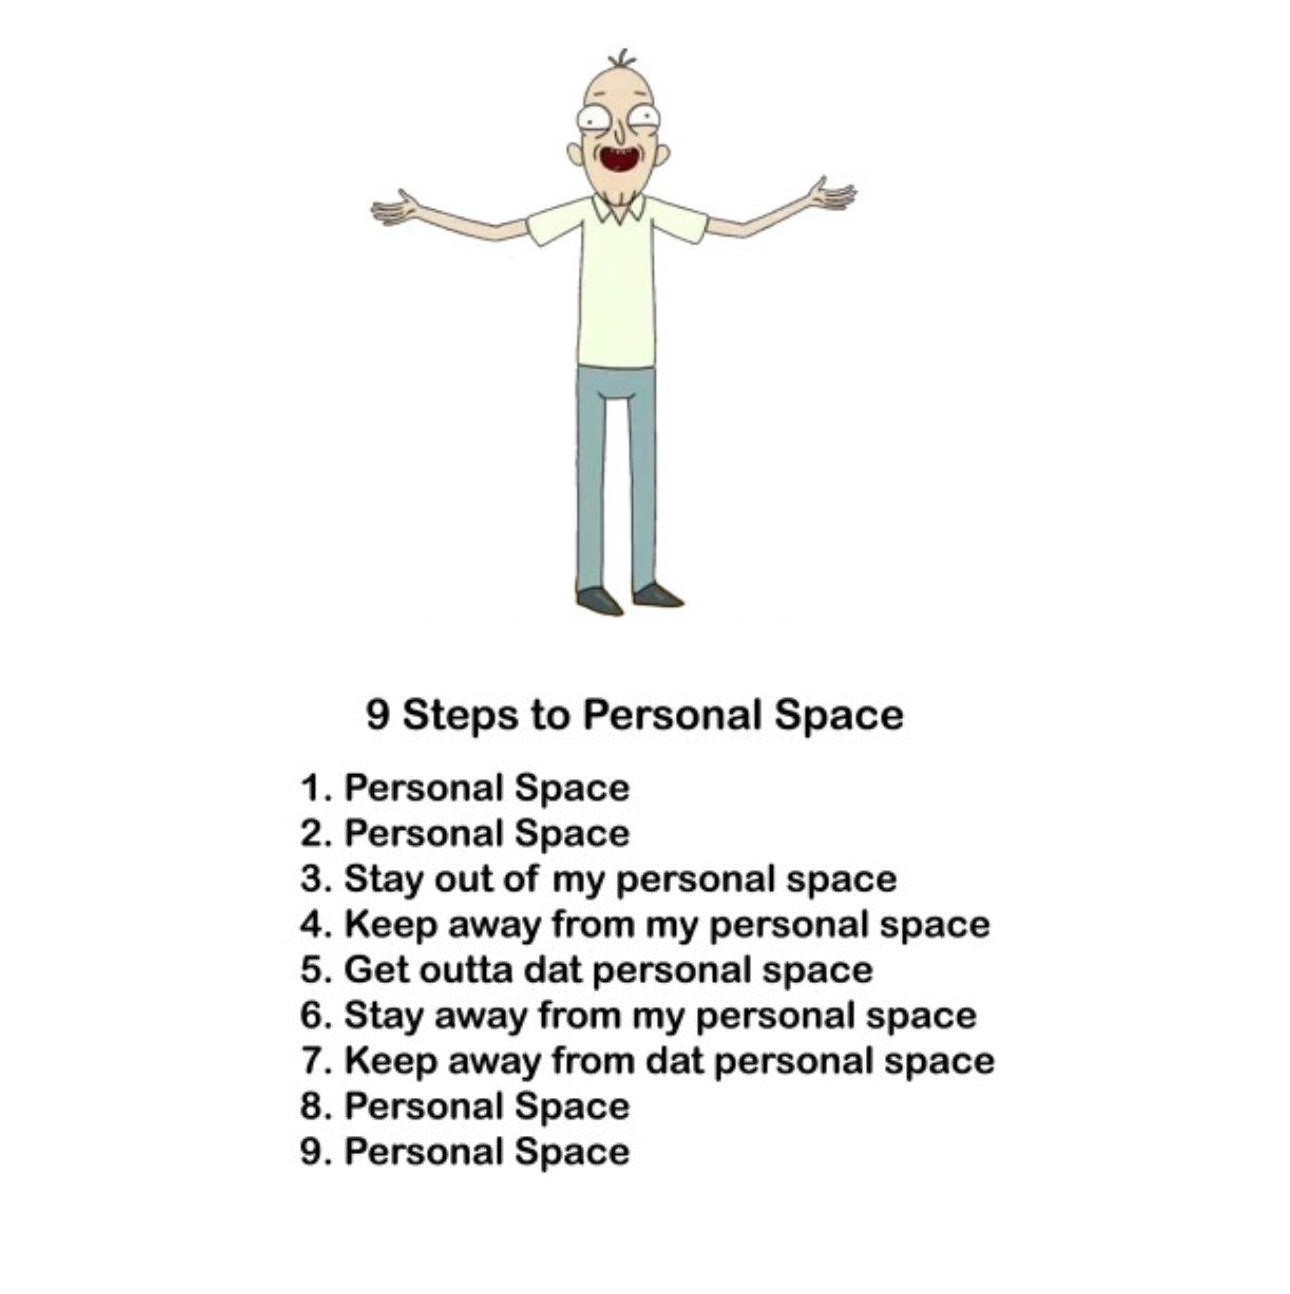 9 Steps to Personal Space
1. Personal Space
2. Personal Space
3. Stay out of my personal space
4. Keep away from my personal space
5. Get outta dat personal space
6. Stay away from my personal space
7. Keep away from dat personal space
8. Personal Space
9. Personal Space